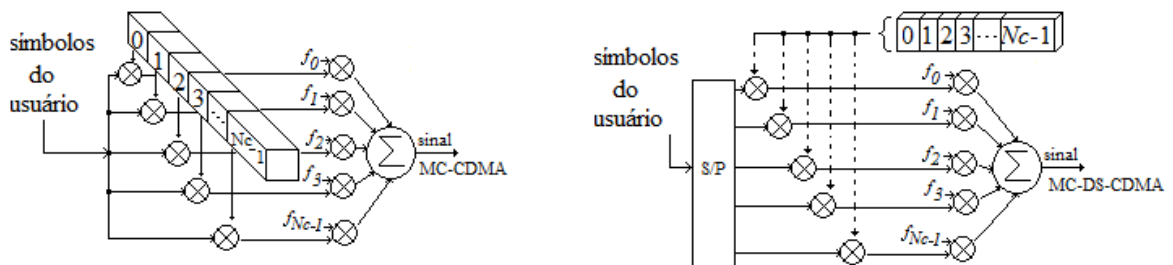 símbolos
do
usuário
0
1
2
3
...
Nc-1
f0
f1
f2
f3
fNc-1
Σ
sinal
MC-CDMA
0 1 2 3 ... Nc-1
símbolos
do
usuário
S/P
f0
f1
f2
f3
fNc-1
Σ
sinal
MC-DS-CDMA